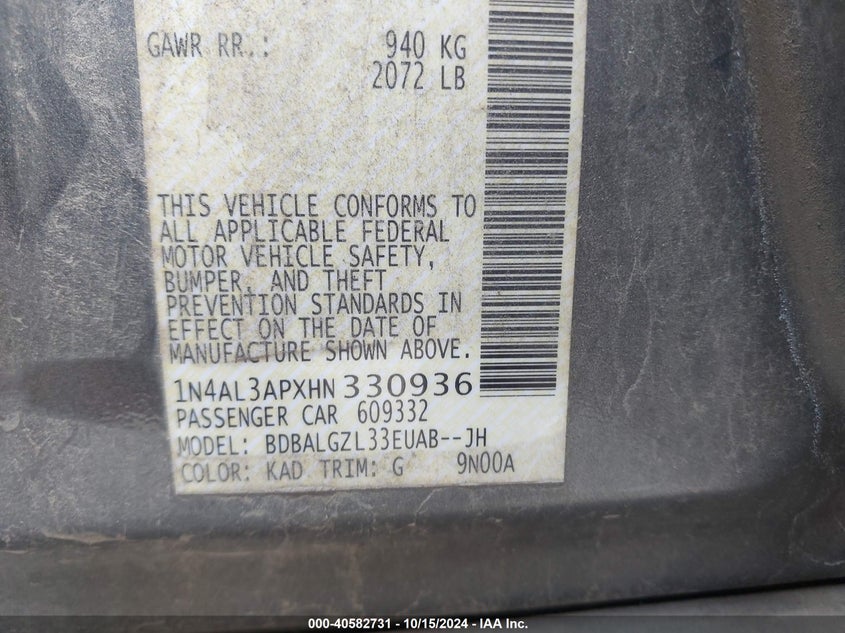 GAWR RR.: 940 KG
2072 LB
THIS VEHICLE CONFORMS TO
ALL APPLICABLE FEDERAL
MOTOR VEHICLE SAFETY,
BUMPER, AND THEFT
PREVENTION STANDARDS IN
EFFECT ON THE DATE OF
MANUFACTURE SHOWN ABOVE.
1N4AL3APXHN 330936
PASSENGER CAR 609332
MODEL: BDBALGZL33EUAB--JH
COLOR: KAD TRIM: G 9N00A
000-40582731 - 10/15/2024 - IAA Inc.